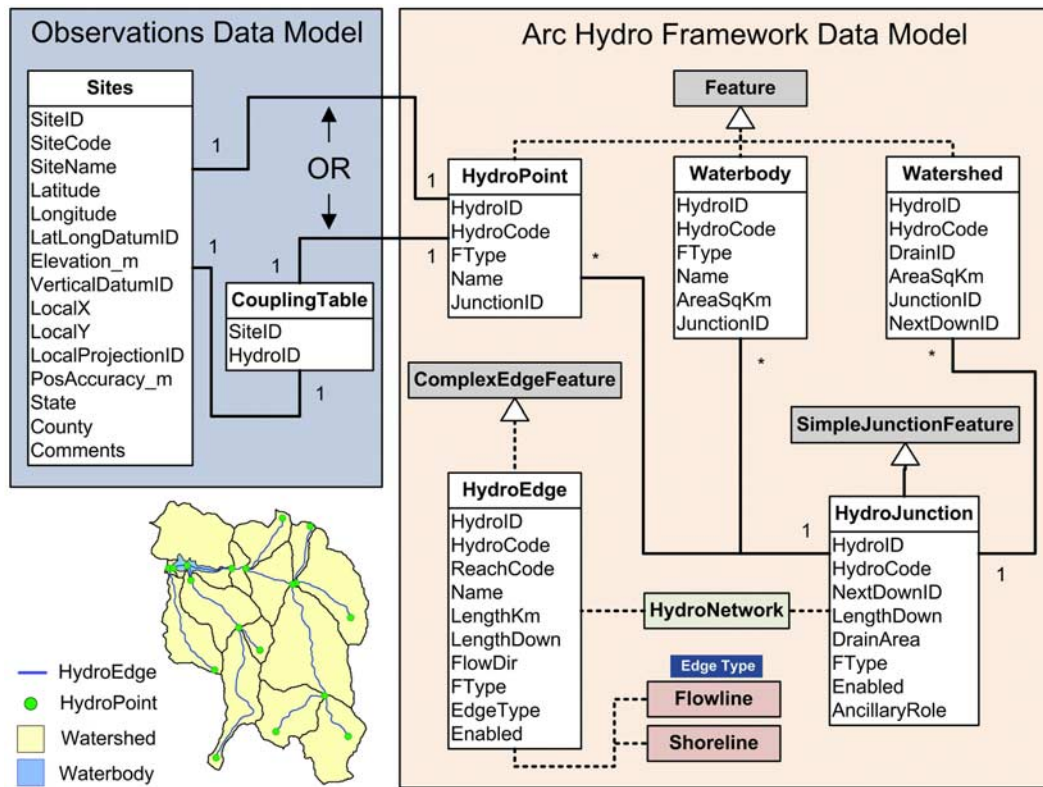 Observations Data Model
Sites
SiteID
SiteCode
SiteName
Latitude
Longitude
LatLongDatumID
Elevation_m
VerticalDatumID
LocalX
LocalY
LocalProjectionID
PosAccuracy_m
State
County
Comments
1
1
OR
1
1
CouplingTable
SiteID
HydroID
1
1
Arc Hydro Framework Data Model
Feature
HydroPoint
HydroID
HydroCode
FType
Name
JunctionID
*
Waterbody
HydroID
HydroCode
FType
Name
AreaSqKm
JunctionID
*
Watershed
HydroID
HydroCode
DrainID
AreaSqKm
JunctionID
NextDownID
*
ComplexEdgeFeature
SimpleJunctionFeature
HydroEdge
HydroID
HydroCode
ReachCode
Name
LengthKm
LengthDown
FlowDir
FType
EdgeType
Enabled
HydroNetwork
Edge Type
Flowline
Shoreline
1
HydroJunction
HydroID
HydroCode
NextDownID
LengthDown
DrainArea
FType
Enabled
AncillaryRole
1
HydroEdge
HydroPoint
Watershed
Waterbody